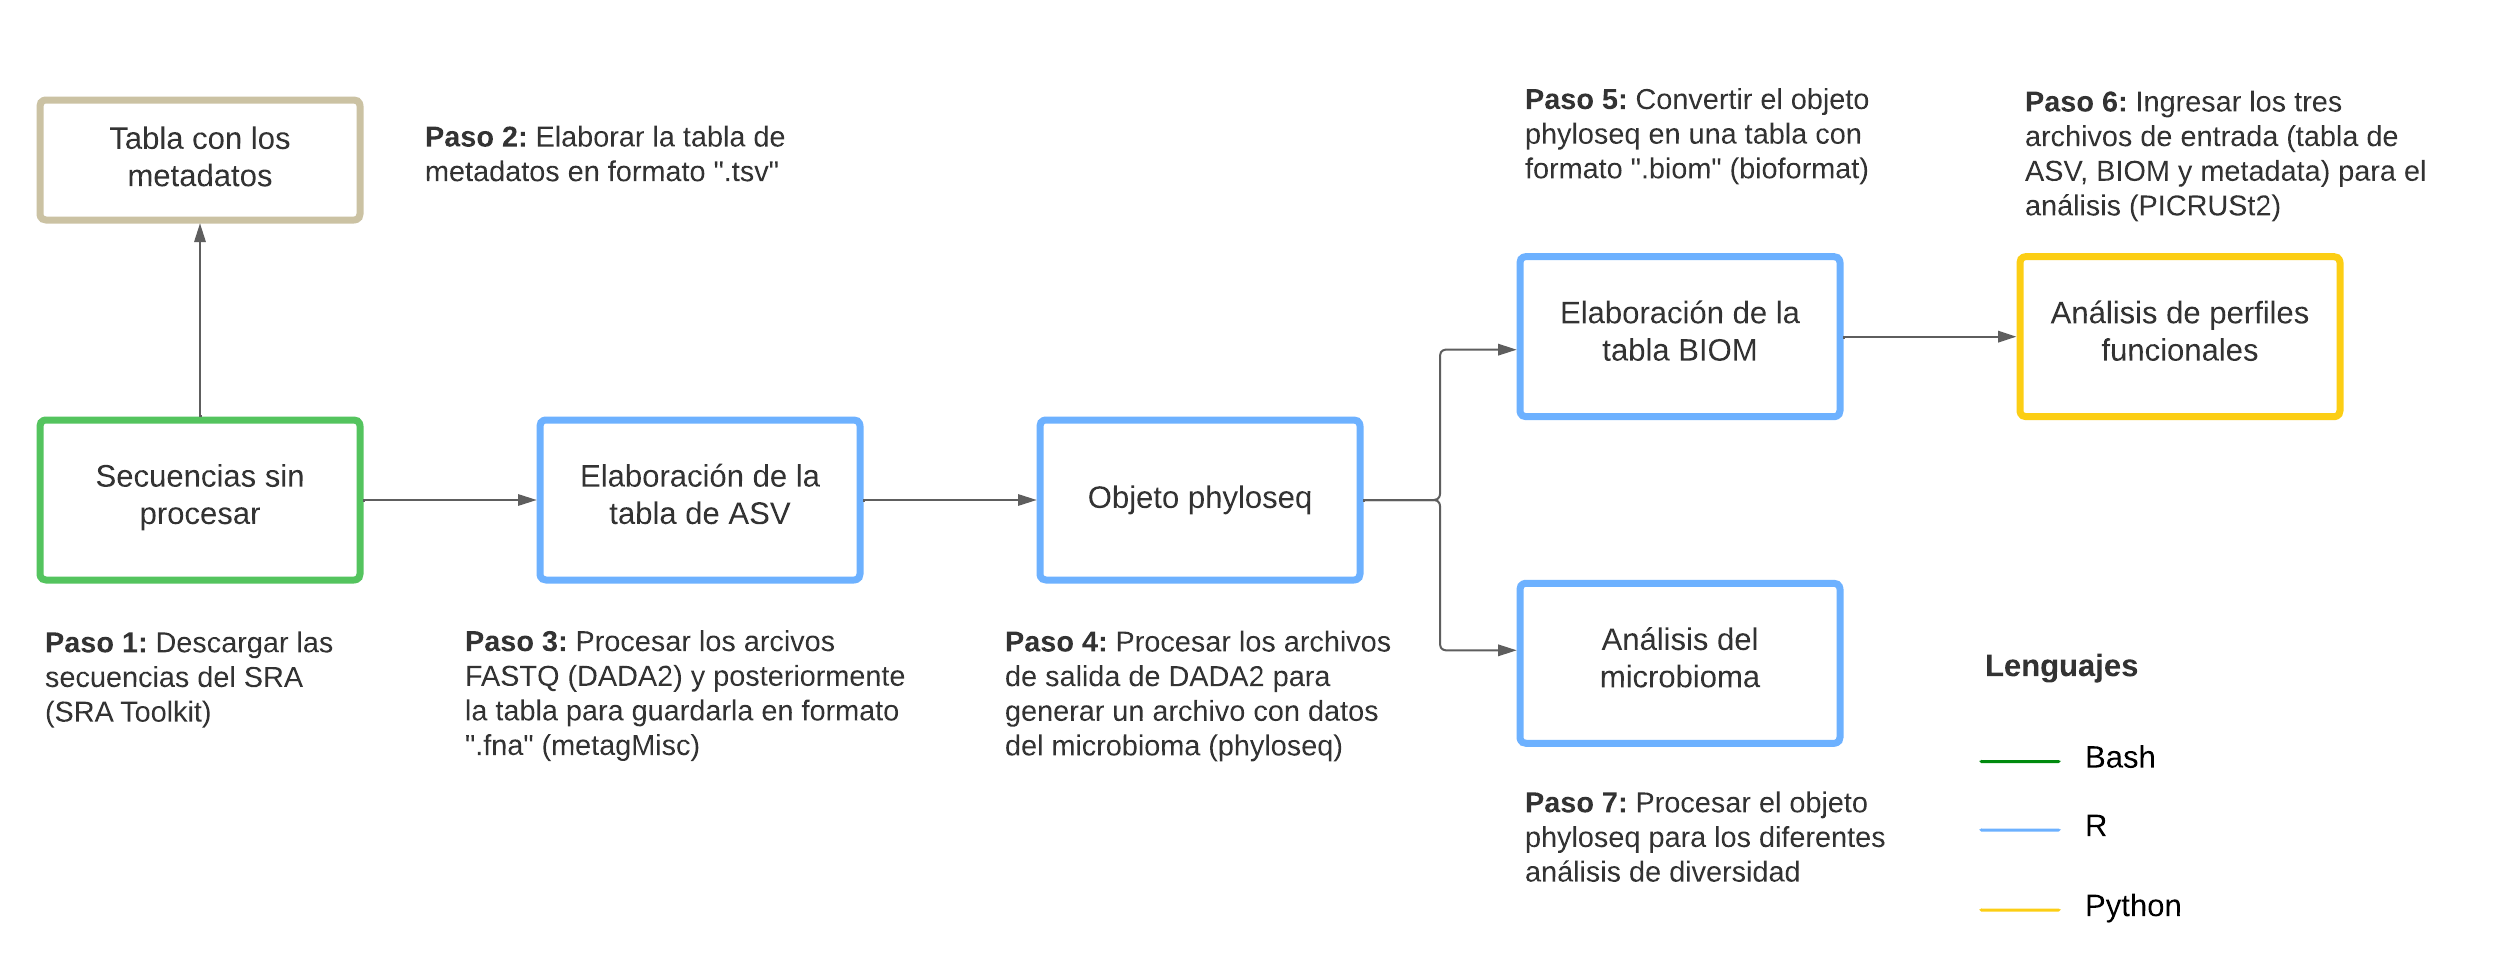 Tabla con los
metadatos
Paso 2: Elaborar la tabla de
metadatos en formato ".tsv"
Paso 5: Convertir el objeto
phyloseq en una tabla con
formato ".biom" (bioformat)
Paso 6: Ingresar los tres
archivos de entrada (tabla de
ASV, BIOM y metadata) para el
análisis (PICRUSt2)
Elaboración de la
tabla BIOM
Análisis de perfiles
funcionales
Secuencias sin
procesar
Elaboración de la
tabla de ASV
Objeto phyloseq
Análisis del
microbioma
Paso 1: Descargar las
secuencias del SRA
(SRA Toolkit)
Paso 3: Procesar los arcivos
FASTQ (DADA2) y posteriormente
la tabla para guardarla en formato
".fna" (metagMisc)
Paso 4: Procesar los archivos
de salida de DADA2 para
generar un archivo con datos
del microbioma (phyloseq)
Paso 7: Procesar el objeto
phyloseq para los diferentes
análisis de diversidad
Lenguajes
Bash
R
Python